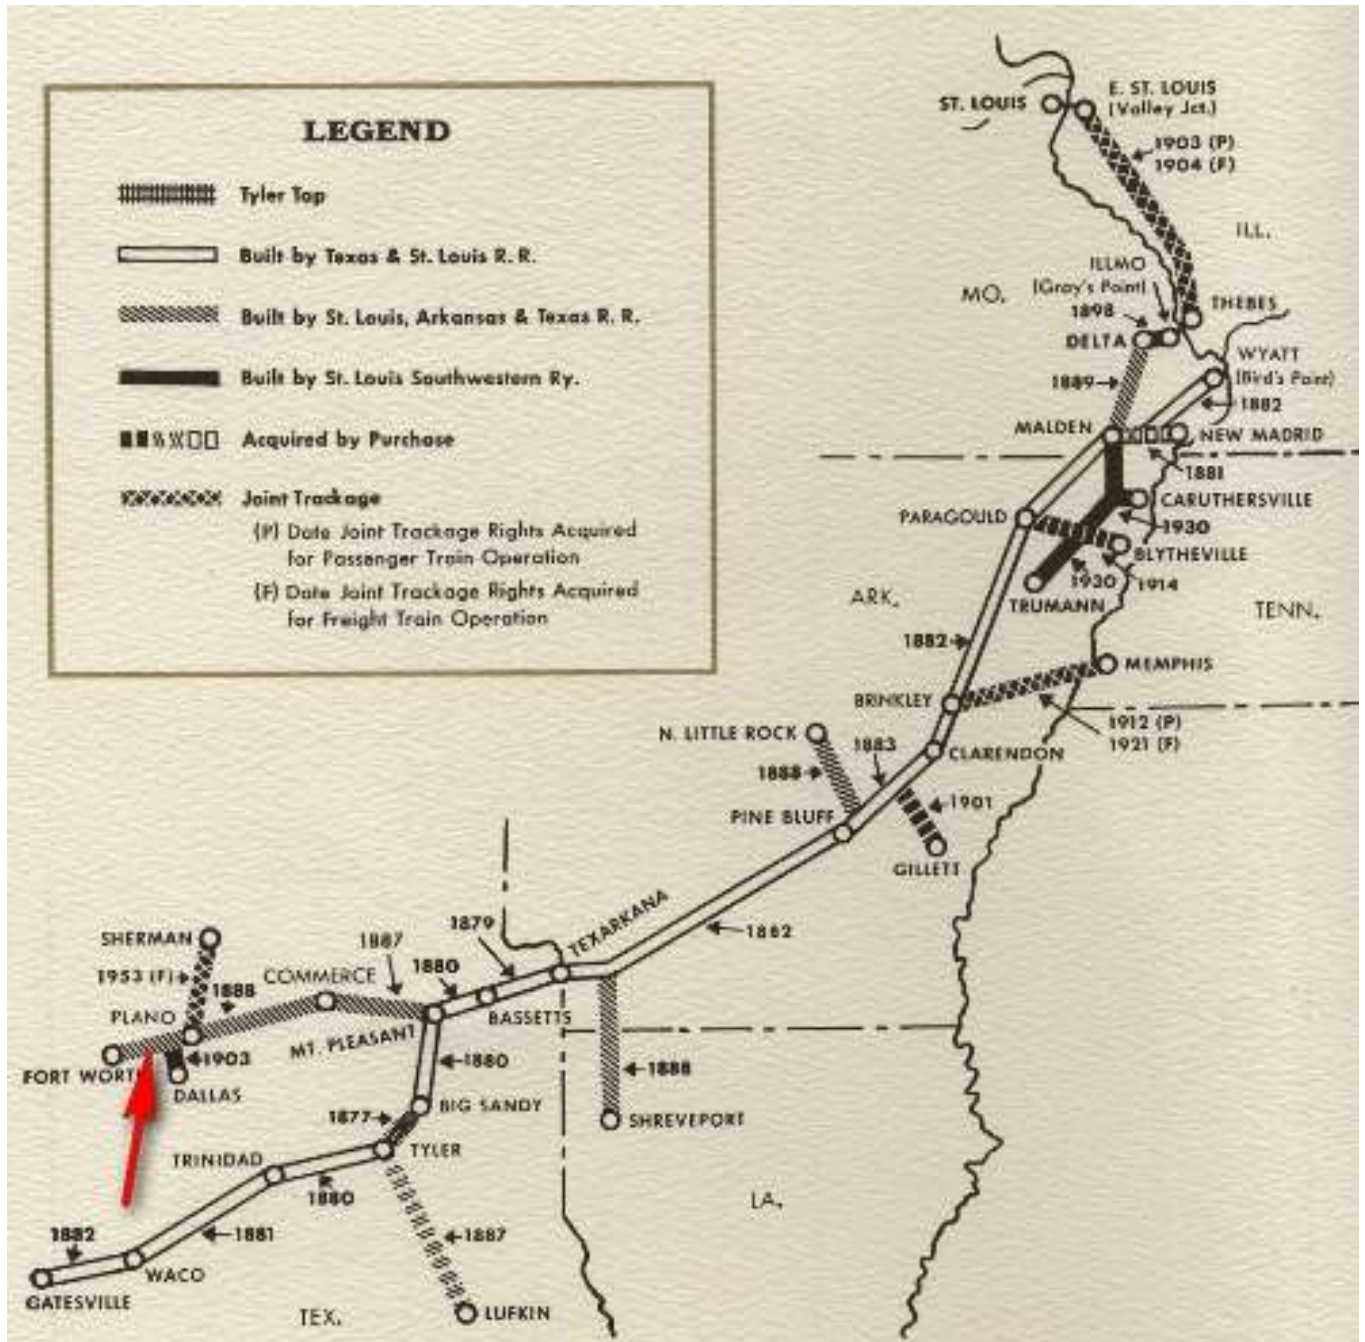 LEGEND
Tyler Tap
Built by Texas & St. Louis R. R.
Built by St. Louis, Arkansas & Texas R. R.
Built by St. Louis Southwestern Ry.
Acquired by Purchase
Joint Trackage
(P) Date Joint Trackage Rights Acquired
for Passenger Train Operation
(F) Date Joint Trackage Rights Acquired
for Freight Train Operation
ST. LOUIS
E. ST. LOUIS
(Valley Jct.)
1903 (P)
1904 (F)
ILL.
MO.
ILLMO
(Gray's Point)
1898
THEBES
DELTA
WYATT
(Bird's Point)
1889
1882
MALDEN
NEW MADRID
1881
CARUTHERSVILLE
PARAGOULD
1930
BLYTHEVILLE
1930
1914
TRUMANN
ARK.
TENN.
1882
MEMPHIS
BRINKLEY
1912 (P)
1921 (F)
N. LITTLE ROCK
1883
CLARENDON
1888
1901
PINE BLUFF
GILLETT
TEXARKANA
1882
1879
SHERMAN
1887
1880
1953 (F)
COMMERCE
1888
PLANO
BASSETTS
MT. PLEASANT
1903
1880
1888
FORT WORT
DALLAS
BIG SANDY
SHREVEPORT
1877
TYLER
TRINIDAD
1880
LA.
1882
1881
1887
WACO
GATESVILLE
TEX.
LUFKIN